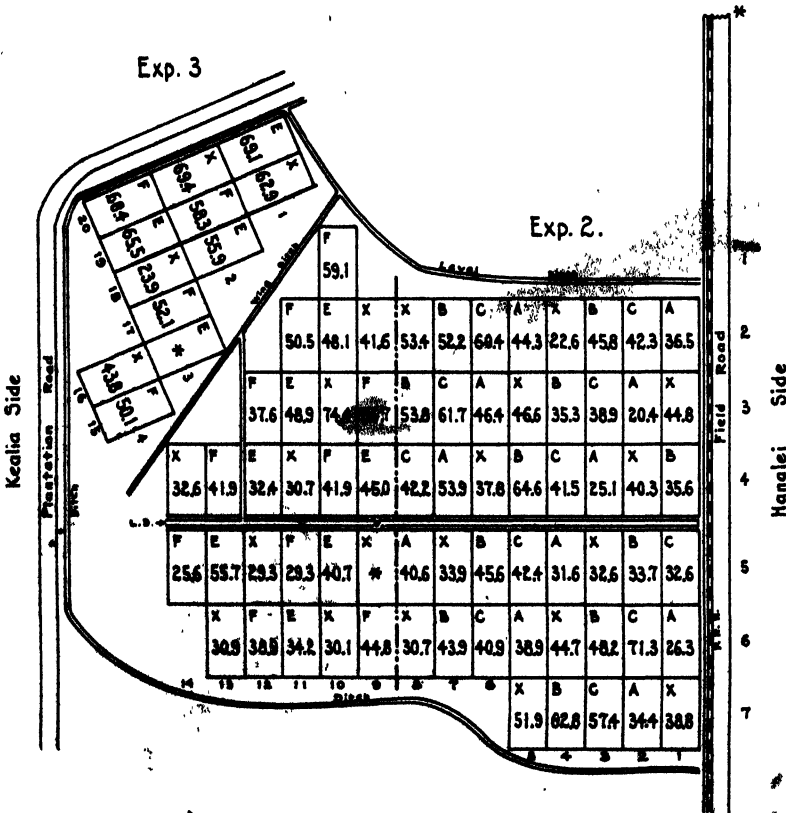 *
Exp. 3
Exp. 2.
E X
69.1 62.9 1
X F E
69.4 58.3 55.9 2
F E X F E
68.4 65.5 23.9 52.1 * 3
X F
43.8 50.1 4
20 19 18 17 16 15
Level
Wing Ditch
F
59.1
1
F E X X B C A X B C A
50.5 48.1 41.6 53.4 52.2 60.4 44.3 22.6 45.8 42.3 36.5
2
F E X F B C A X B C A X
37.6 48.9 53.8 61.7 46.4 46.6 35.3 38.9 20.4 44.8
3
X F E X F E C A X B C A X B
32.6 41.9 32.4 30.7 41.9 45.0 42.2 53.9 37.8 64.6 41.5 25.1 40.3 35.6
4
L.D.
F E X F E X A X B C A X B C
25.6 55.7 29.3 29.3 40.7 * 40.6 33.9 45.6 42.4 31.6 32.6 33.7 32.6
5
X F E X F X B C A X B C A
30.9 38.9 34.2 30.1 44.8 30.7 43.9 40.9 38.9 44.7 48.2 71.3 26.3
6
14 13 12 11 10 9 8 7 6
Ditch
X B C A X
51.9 62.8 57.4 34.4 38.8
7
5 4 3 2 1
Kealia Side
Plantation Road
Ditch
Field Road
R.R.
Hanalei Side